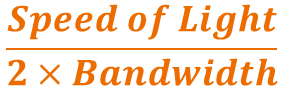 Speed of Light
2 × Bandwidth